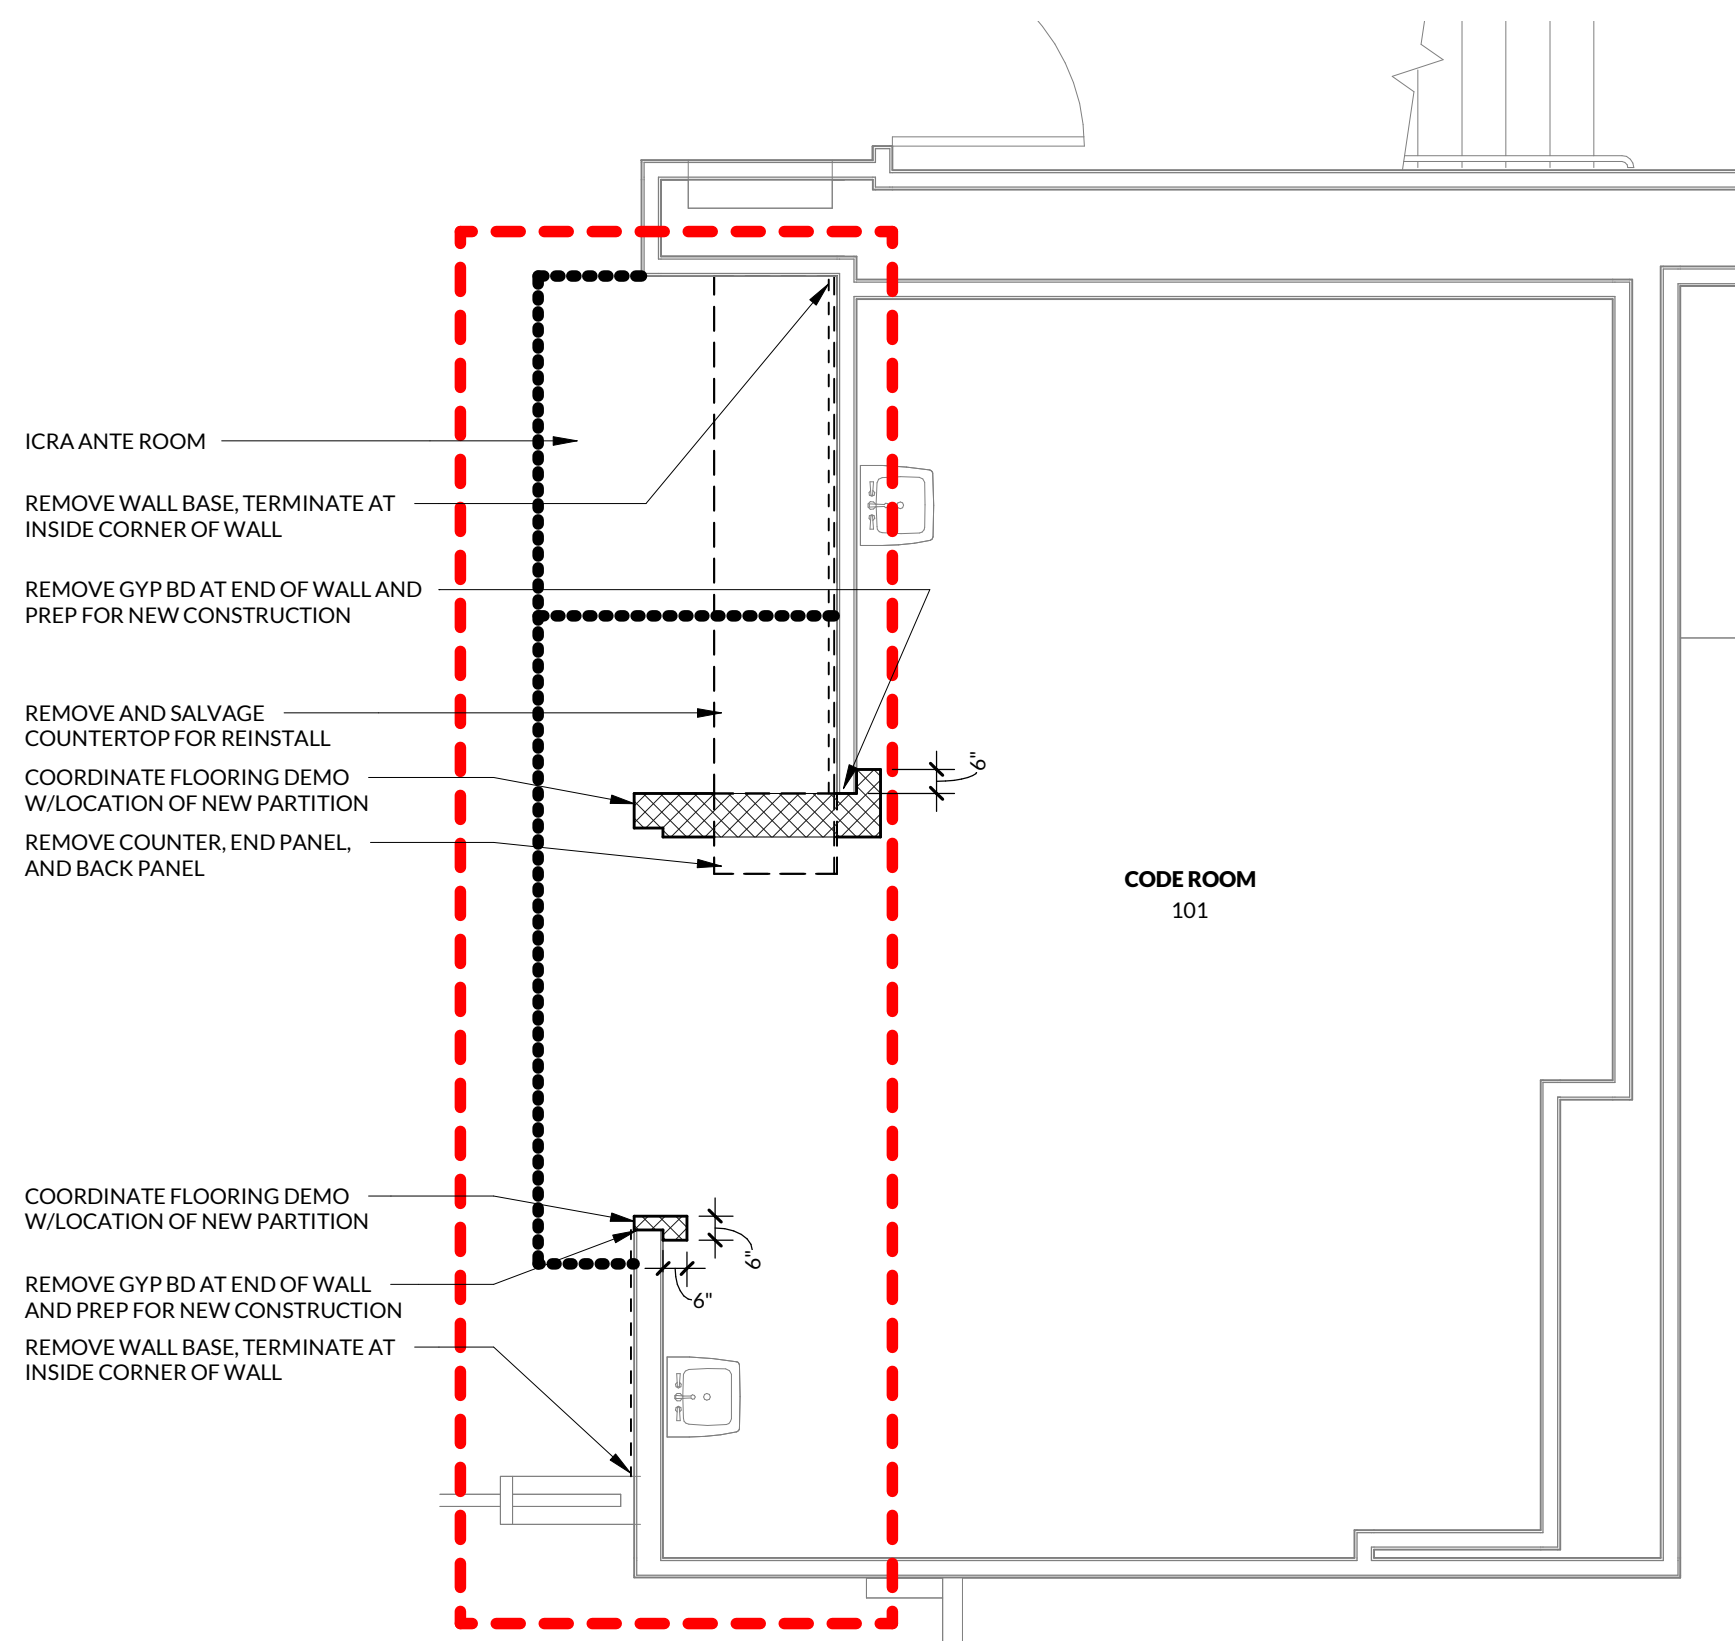 ICRA ANTE ROOM
REMOVE WALL BASE, TERMINATE AT
INSIDE CORNER OF WALL
REMOVE GYP BD AT END OF WALL AND
PREP FOR NEW CONSTRUCTION
REMOVE AND SALVAGE
COUNTERTOP FOR REINSTALL
6"
COORDINATE FLOORING DEMO
W/LOCATION OF NEW PARTITION
REMOVE COUNTER, END PANEL,
AND BACK PANEL
CODE ROOM
101
COORDINATE FLOORING DEMO
W/LOCATION OF NEW PARTITION
6"
6"
REMOVE GYP BD AT END OF WALL
AND PREP FOR NEW CONSTRUCTION
REMOVE WALL BASE, TERMINATE AT
INSIDE CORNER OF WALL